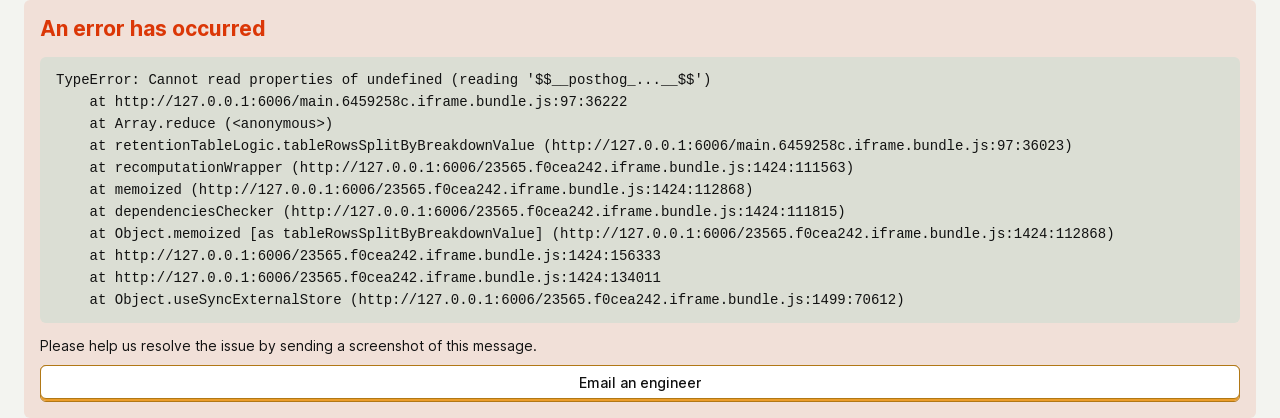 An error has occurred
TypeError: Cannot read properties of undefined (reading '$$__posthog_...__$$')
at http://127.0.0.1:6006/main.6459258c.iframe.bundle.js:97:36222
at Array.reduce (<anonymous>)
at retentionTableLogic.tableRowsSplitByBreakdownValue (http://127.0.0.1:6006/main.6459258c.iframe.bundle.js:97:36023)
at recomputationWrapper (http://127.0.0.1:6006/23565.f0cea242.iframe.bundle.js:1424:111563)
at memoized (http://127.0.0.1:6006/23565.f0cea242.iframe.bundle.js:1424:112868)
at dependenciesChecker (http://127.0.0.1:6006/23565.f0cea242.iframe.bundle.js:1424:111815)
at Object.memoized [as tableRowsSplitByBreakdownValue] (http://127.0.0.1:6006/23565.f0cea242.iframe.bundle.js:1424:112868)
at http://127.0.0.1:6006/23565.f0cea242.iframe.bundle.js:1424:156333
at http://127.0.0.1:6006/23565.f0cea242.iframe.bundle.js:1424:134011
at Object.useSyncExternalStore (http://127.0.0.1:6006/23565.f0cea242.iframe.bundle.js:1499:70612)
Please help us resolve the issue by sending a screenshot of this message.
Email an engineer